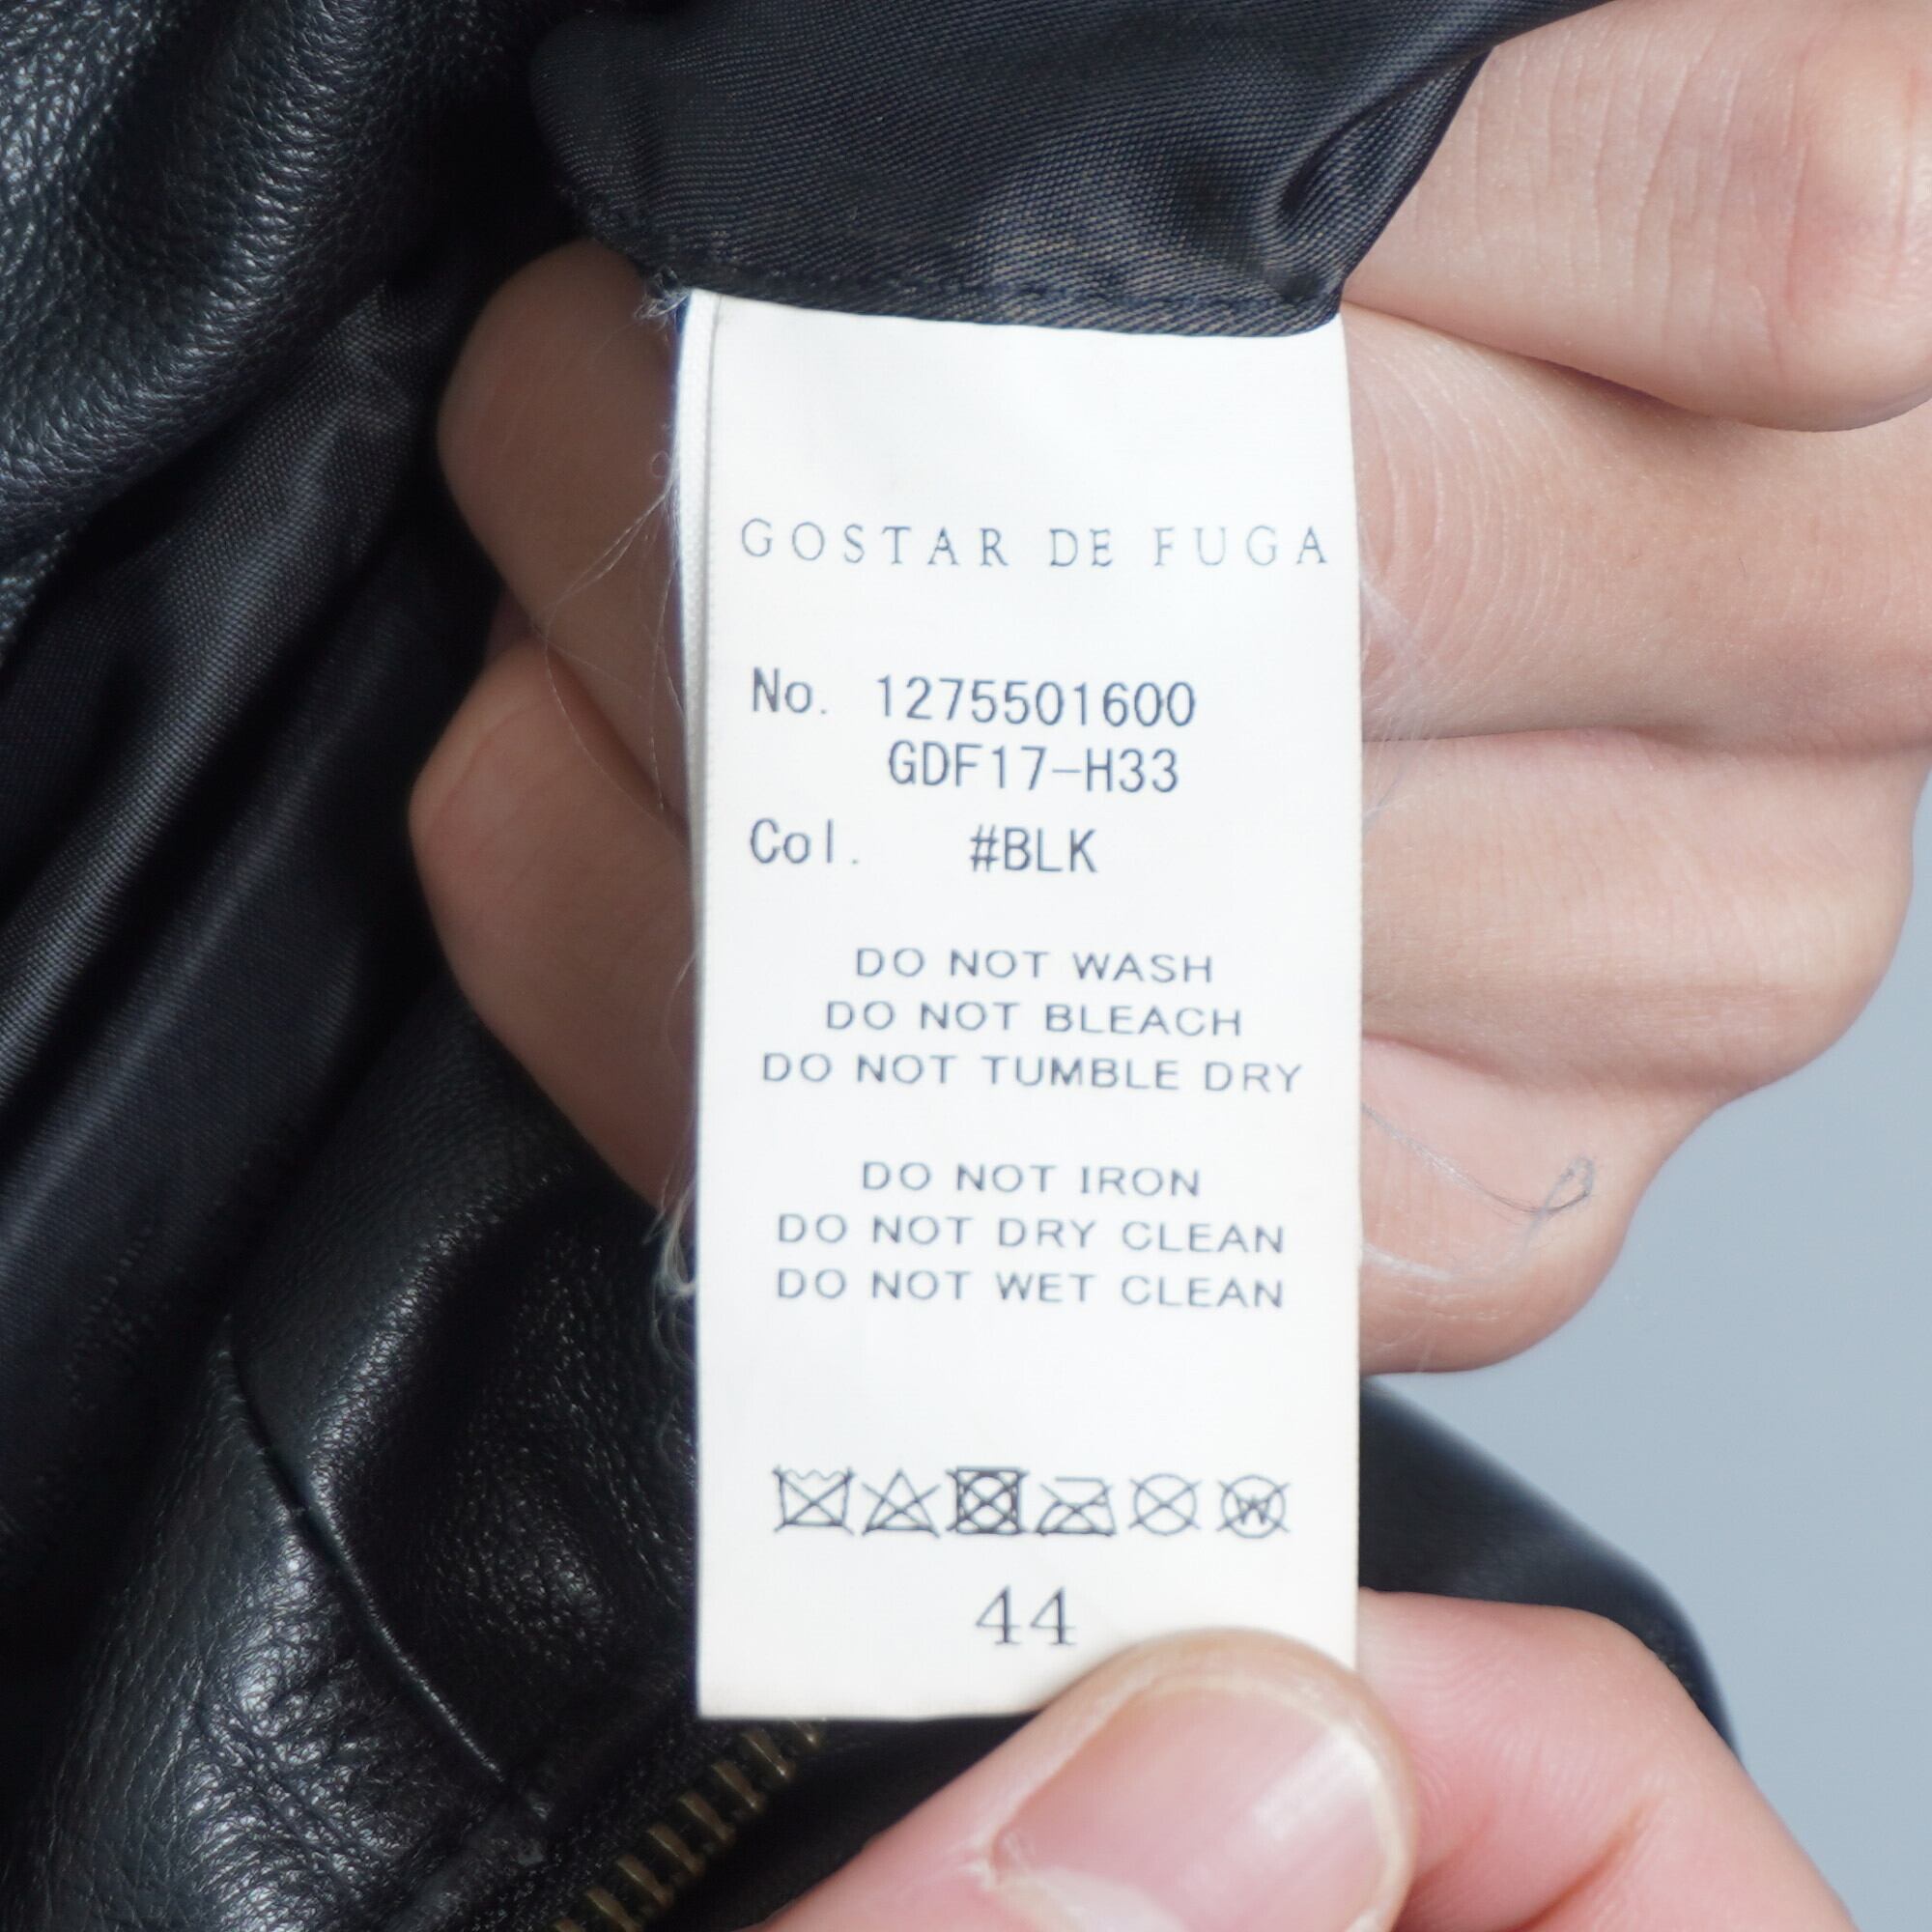 GOSTAR DE FUGA
No. 1275501600
GDF17-H33
Col. #BLK
DO NOT WASH
DO NOT BLEACH
DO NOT TUMBLE DRY
DO NOT IRON
DO NOT DRY CLEAN
DO NOT WET CLEAN
W
44